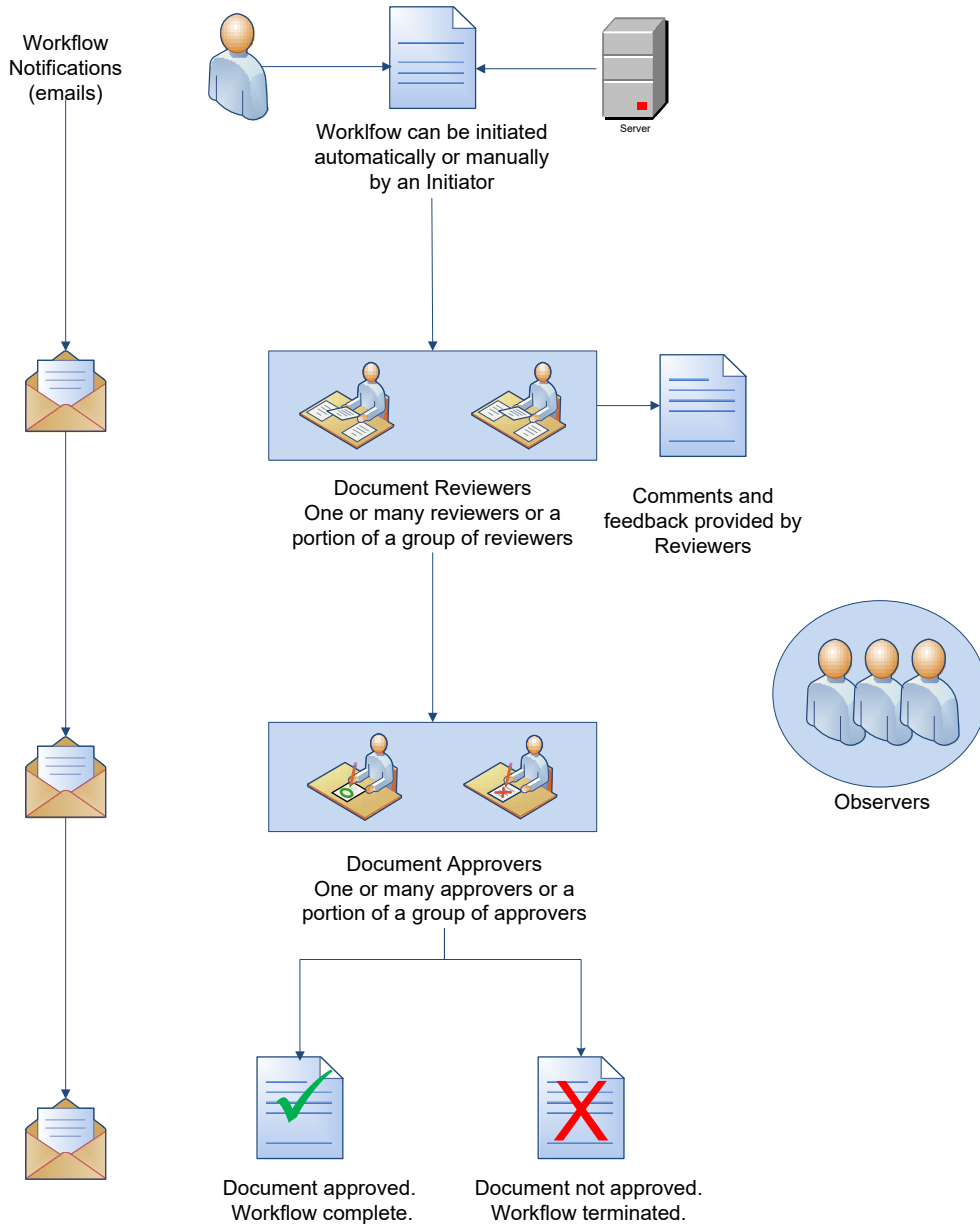 Workflow
Notifications
(emails)
Server
Worklfow can be initiated
automatically or manually
by an Initiator
Document Reviewers
One or many reviewers or a
portion of a group of reviewers
Comments and
feedback provided by
Reviewers
Observers
Document Approvers
One or many approvers or a
portion of a group of approvers
Document approved.
Workflow complete.
Document not approved.
Workflow terminated.